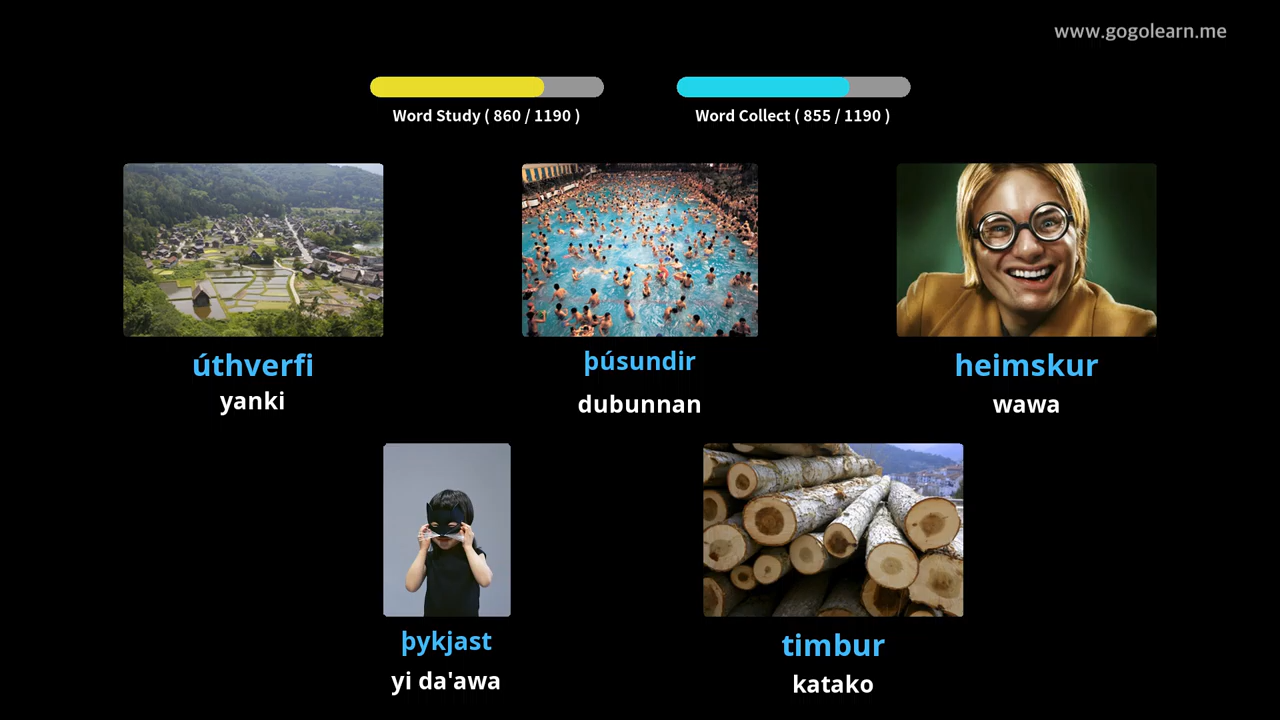 www.gogolearn.me
Word Study ( 860 / 1190 )
Word Collect ( 855 / 1190 )
úthverfi
yanki
þúsundir
dubunnan
heimskur
wawa
þykjast
yi da'awa
timbur
katako